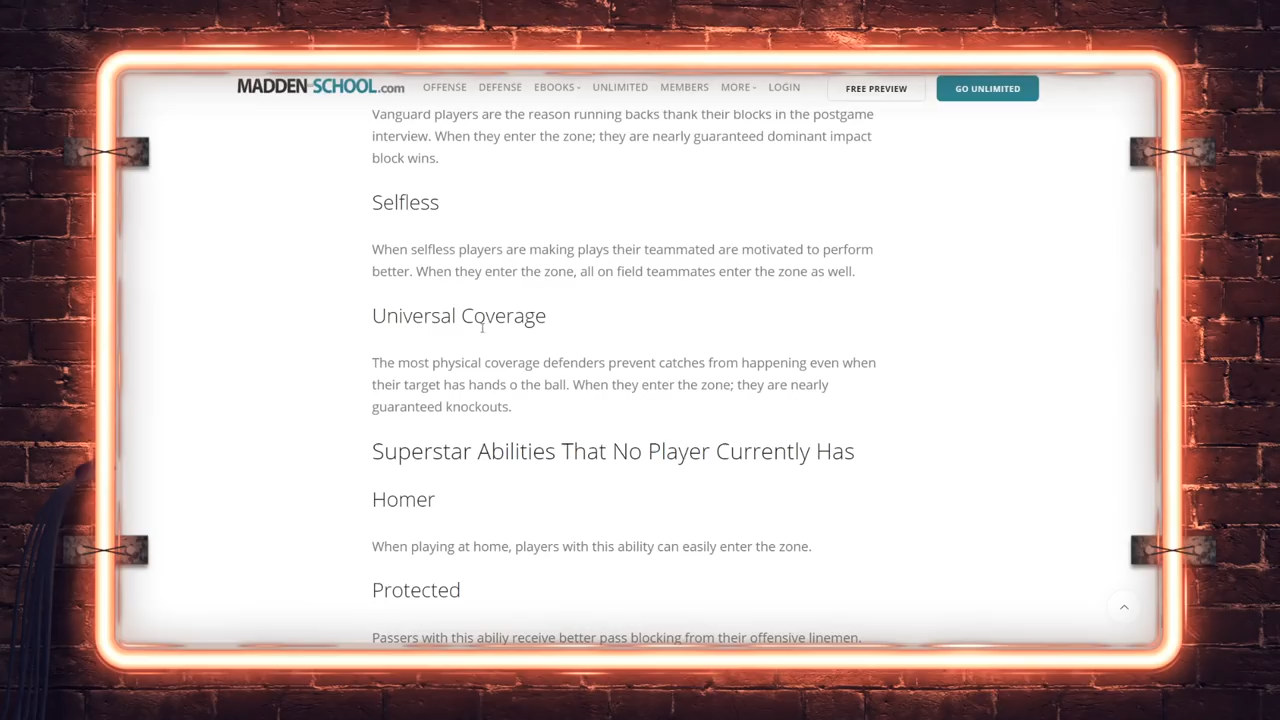 MADDEN-SCHOOL.com OFFENSE DEFENSE EBOOKS UNLIMITED MEMBERS MORE LOGIN FREE PREVIEW GO UNLIMITED
Vanguard players are the reason running backs thank their blocks in the postgame
interview. When they enter the zone; they are nearly guaranteed dominant impact
block wins.
Selfless
When selfless players are making plays their teammated are motivated to perform
better. When they enter the zone, all on field teammates enter the zone as well.
Universal Coverage
The most physical coverage defenders prevent catches from happening even when
their target has hands o the ball. When they enter the zone; they are nearly
guaranteed knockouts.
Superstar Abilities That No Player Currently Has
Homer
When playing at home, players with this ability can easily enter the zone.
Protected
Passers with this abiliy receive better pass blocking from their offensive linemen.